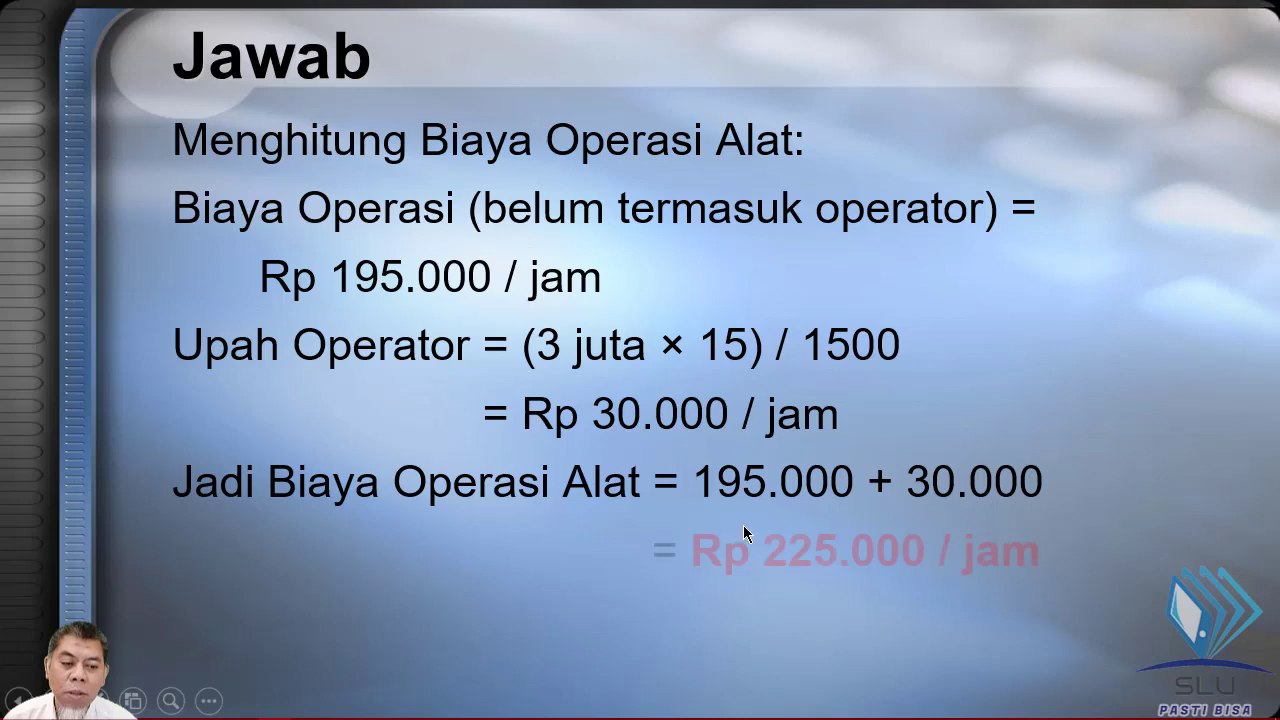 Jawab
Menghitung Biaya Operasi Alat:
Biaya Operasi (belum termasuk operator) =
Rp 195.000 / jam
Upah Operator = (3 juta × 15) / 1500
= Rp 30.000 / jam
Jadi Biaya Operasi Alat = 195.000 + 30.000
= Rp 225.000 / jam
SLU
PASTI BISA